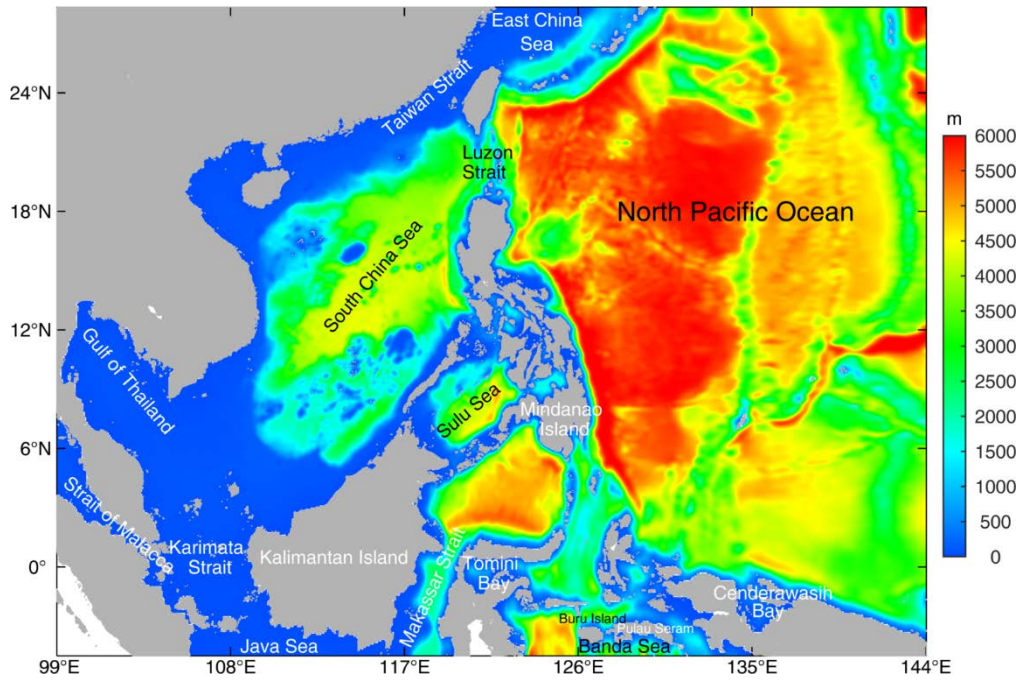 East China
Sea
24°N
Taiwan Strait
m
6000
Luzon
Strait
5500
5000
18°N
North Pacific Ocean
4500
South China Sea
4000
3500
12°N
3000
Gulf of Thailand
2500
Sulu Sea
Mindanao
Island
2000
6°N
1500
1000
Strait of Malacca
500
Karimata
Strait
Kalimantan Island
Makassar Strait
Tomini
Bay
0
0°
Cenderawasih
Bay
Buru Island
Pulau Seram
Java Sea
Banda Sea
99°E
108°E
117°E
126°E
135°E
144°E